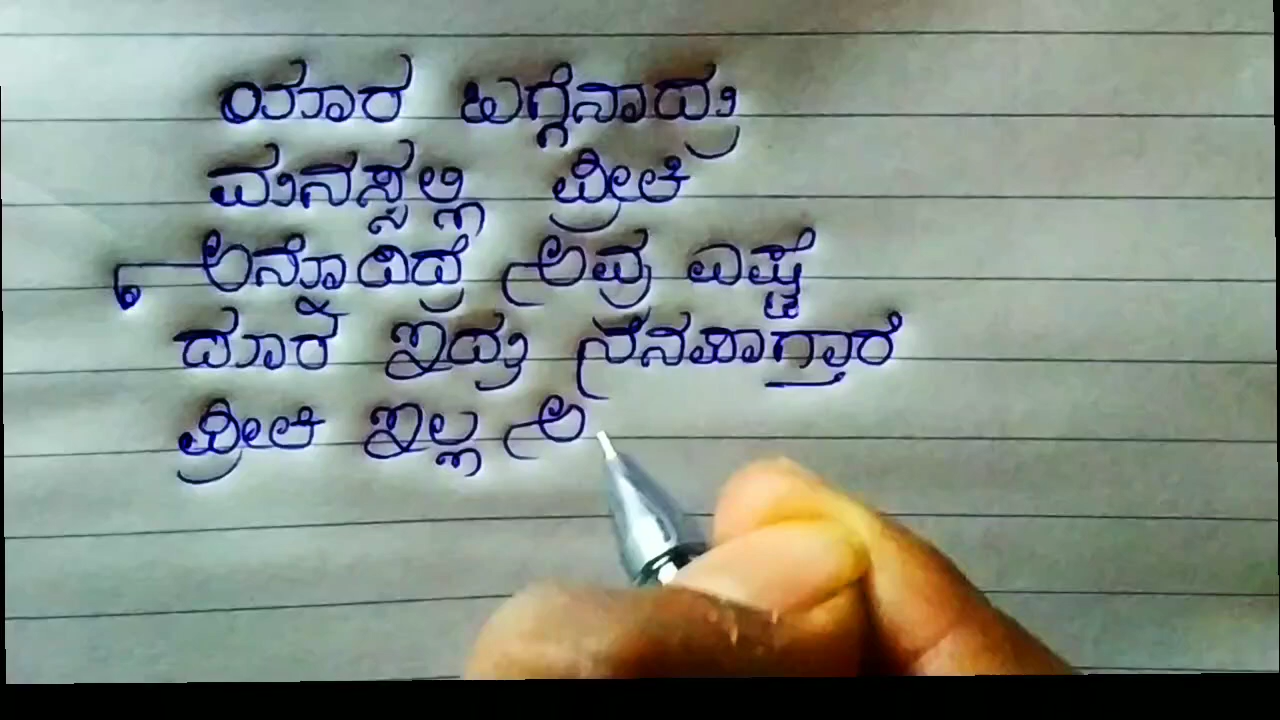 ಯಾರ ಬಗ್ಗೆನಾದ್ರು
ಮನಸ್ಸಲ್ಲಿ ಪ್ರೀತಿ
ಅನ್ನೊದಿದ್ರೆ ಅವ್ರು ಎಷ್ಟೆ
ದೂರ ಇದ್ರು ನೆನಪಾಗ್ತಾರೆ
ಪ್ರೀತಿ ಇಲ್ಲ ಅ